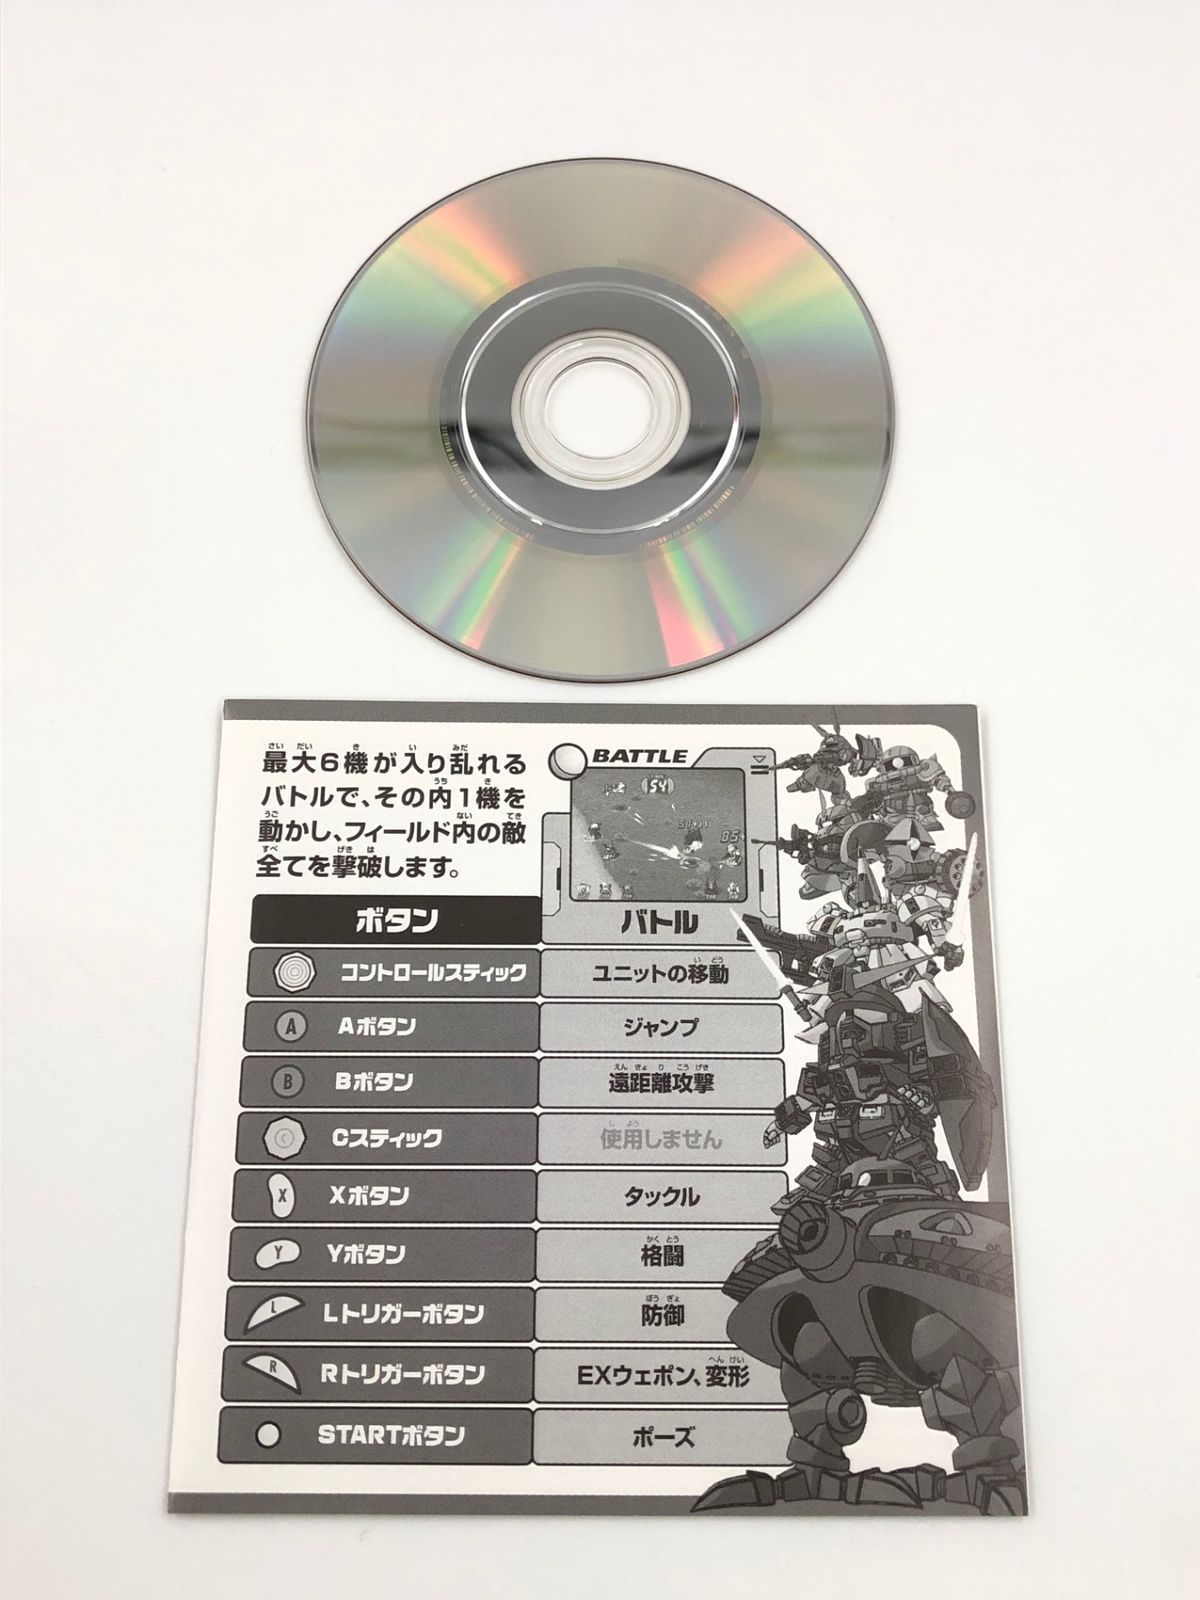 最大6機が入り乱れる
バトルで、その内1機を
動かし、フィールド内の敵
全てを撃破します。
BATTLE
54
ボタン
バトル
コントロールスティック
ユニットの移動
A
Aボタン
ジャンプ
B
Bボタン
遠距離攻撃
C
Cスティック
使用しません
X
Xボタン
タックル
Y
Yボタン
格闘
L
Lトリガーボタン
防御
R
Rトリガーボタン
EXウェポン、変形
STARTボタン
ポーズ